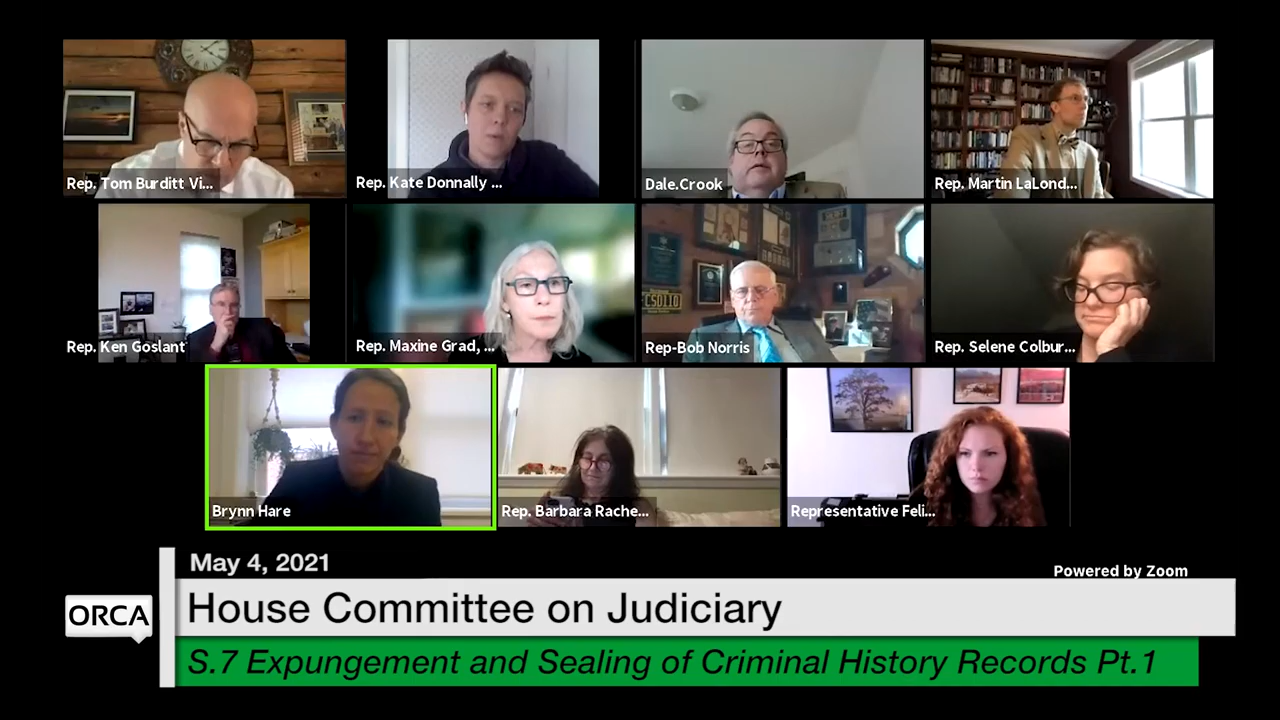 Rep. Tom Burditt Vi...
Rep. Kate Donnally ...
Dale.Crook
Rep. Martin LaLond...
Rep. Ken Goslant
Rep. Maxine Grad, ...
CSD110
Rep-Bob Norris
Rep. Selene Colbur...
Brynn Hare
Rep. Barbara Rache...
Representative Feli...
May 4, 2021
Powered by Zoom
ORCA
House Committee on Judiciary
S.7 Expungement and Sealing of Criminal History Records Pt.1